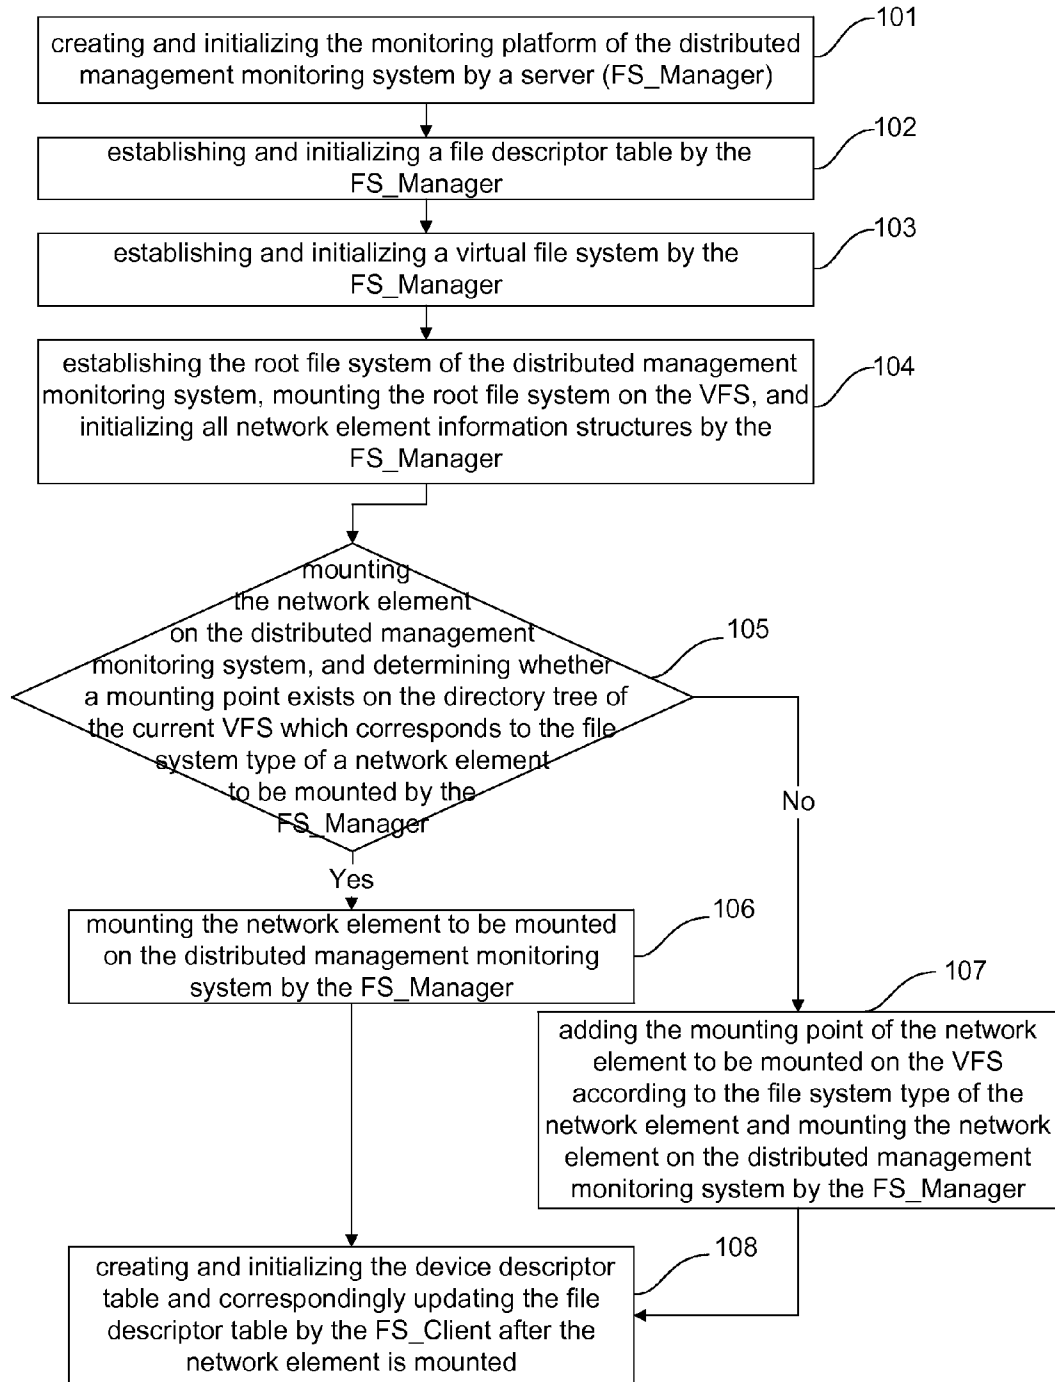 101
creating and initializing the monitoring platform of the distributed
management monitoring system by a server (FS_Manager)
102
establishing and initializing a file descriptor table by the
FS_Manager
103
establishing and initializing a virtual file system by the
FS_Manager
104
establishing the root file system of the distributed management
monitoring system, mounting the root file system on the VFS, and
initializing all network element information structures by the
FS_Manager
105
mounting
the network element
on the distributed management
monitoring system, and determining whether
a mounting point exists on the directory tree of
the current VFS which corresponds to the file
system type of a network element
to be mounted by the
FS_Manager
No
Yes
106
mounting the network element to be mounted
on the distributed management monitoring
system by the FS_Manager
107
adding the mounting point of the network
element to be mounted on the VFS
according to the file system type of the
network element and mounting the network
element on the distributed management
monitoring system by the FS_Manager
108
creating and initializing the device descriptor
table and correspondingly updating the file
descriptor table by the FS_Client after the
network element is mounted